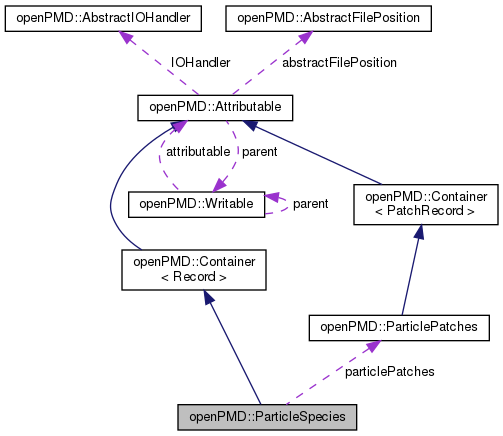 openPMD::AbstractIOHandler
openPMD::AbstractFilePosition
IOHandler
abstractFilePosition
openPMD::Attributable
attributable
parent
openPMD::Writable
parent
openPMD::Container
< PatchRecord >
openPMD::Container
< Record >
openPMD::ParticlePatches
particlePatches
openPMD::ParticleSpecies